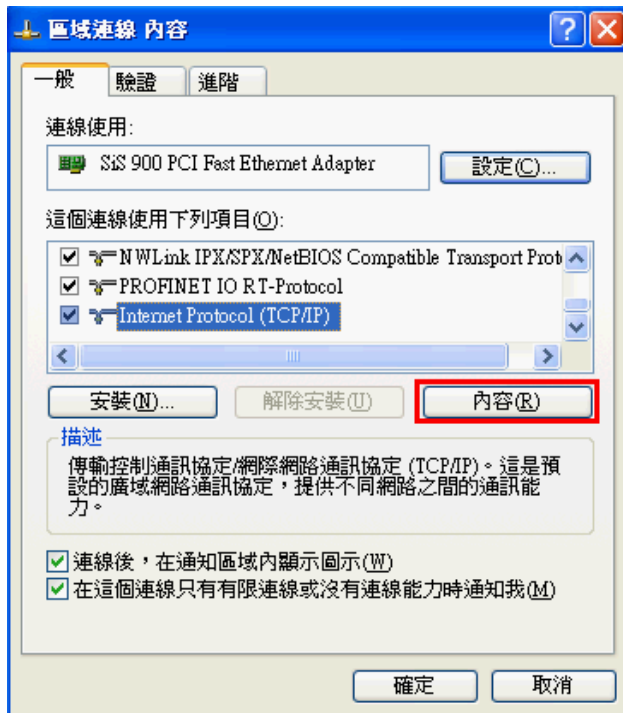 區域連線 內容
一般 驗證 進階
連線使用:
SiS 900 PCI Fast Ethernet Adapter 設定(C)...
這個連線使用下列項目(O):
NWLink IPX/SPX/NetBIOS Compatible Transport Prot
PROFINET IO RT-Protocol
Internet Protocol (TCP/IP)
安裝(N)... 解除安裝(U) 內容(R)
描述
傳輸控制通訊協定/網際網路通訊協定 (TCP/IP)。這是預
設的廣域網路通訊協定，提供不同網路之間的通訊能
力。
連線後，在通知區域內顯示圖示(W)
在這個連線只有有限連線或沒有連線能力時通知我(M)
確定 取消